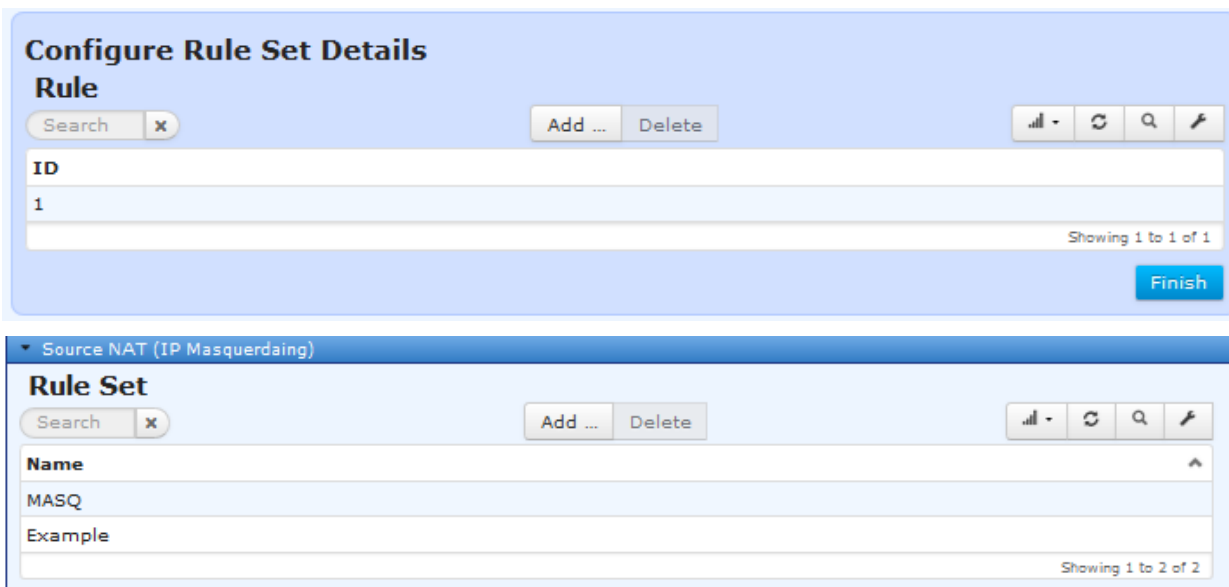 Configure Rule Set Details
Rule
Search
Add ... Delete
ID
1
Showing 1 to 1 of 1
Finish
Source NAT (IP Masquerdaing)
Rule Set
Search
Add ... Delete
Name
MASQ
Example
Showing 1 to 2 of 2